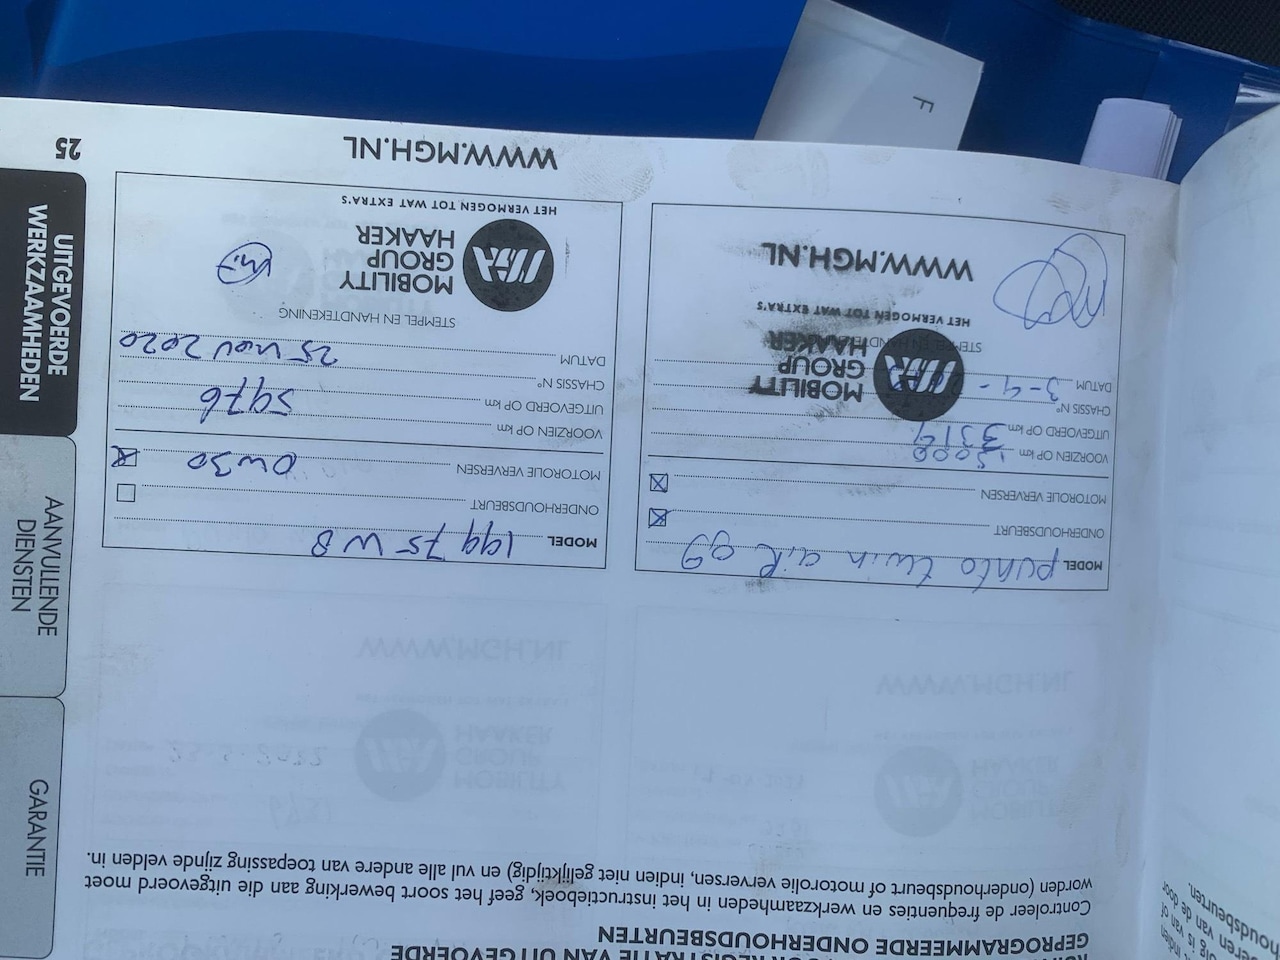 GEPROGRAMMEERDE ONDERHOUDSBEURTEN
Controleer de frequenties en werkzaamheden in het instructieboek, geef het soort bewerking aan die uitgevoerd moet
worden (onderhoudsbeurt of motorolie verversen, indien niet gelijktijdig) en vul alle andere van toepassing zijnde velden in.
MODEL punto twin air
ONDERHOUDSBEURT
MOTOROLIE VERVERSEN
VOORZIEN OP km
UITGEVOERD OP km 3319
CHASSIS N°
DATUM 3-9-
MOBILITY
GROUP
HAAKER
HET VERMOGEN TOT WAT EXTRA'S
WWW.MGH.NL
MODEL 199 75 W B
ONDERHOUDSBEURT
MOTOROLIE VERVERSEN 0W30
VOORZIEN OP km
UITGEVOERD OP km 5976
CHASSIS N°
DATUM 25 nov 2020
STEMPEL EN HANDTEKENING
MOBILITY
GROUP
HAAKER
HET VERMOGEN TOT WAT EXTRA'S
WWW.MGH.NL
25
UITGEVOERDE
WERKZAAMHEDEN
AANVULLENDE
DIENSTEN
GARANTIE
F